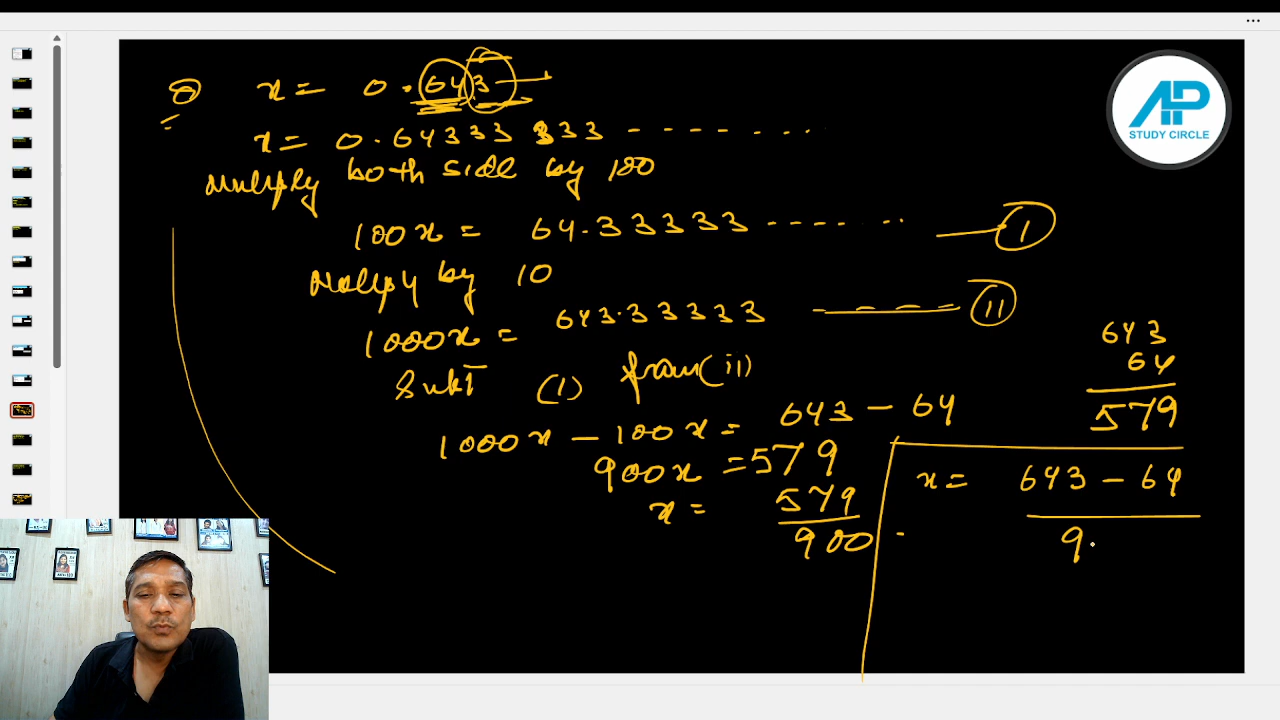 Q x = 0.643
x = 0.64333 333 --------
Multiply both side by 100
100x = 64.33333 ------- I
Multiply by 10
1000x = 643.33333 ----- II
Subt (I) from (ii)
1000x - 100x = 643 - 64
900x = 579
x = 579
900
643
64
579
x = 643 - 64
9.
AP
STUDY CIRCLE